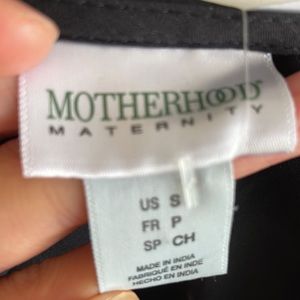 MOTHERHOOD
MATERNITY
US S
FR P
SP CH
MADE IN INDIA
FABRIQUÉ EN INDE
HECHO EN INDIA